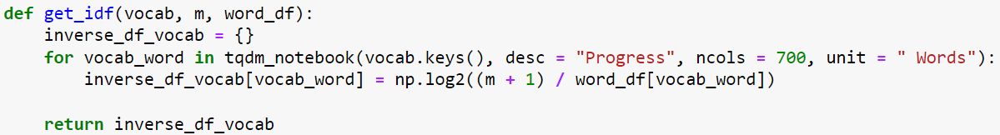 def get_idf(vocab, m, word_df):
    inverse_df_vocab = {}
    for vocab_word in tqdm_notebook(vocab.keys(), desc = "Progress", ncols = 700, unit = " Words"):
        inverse_df_vocab[vocab_word] = np.log2((m + 1) / word_df[vocab_word])
    return inverse_df_vocab